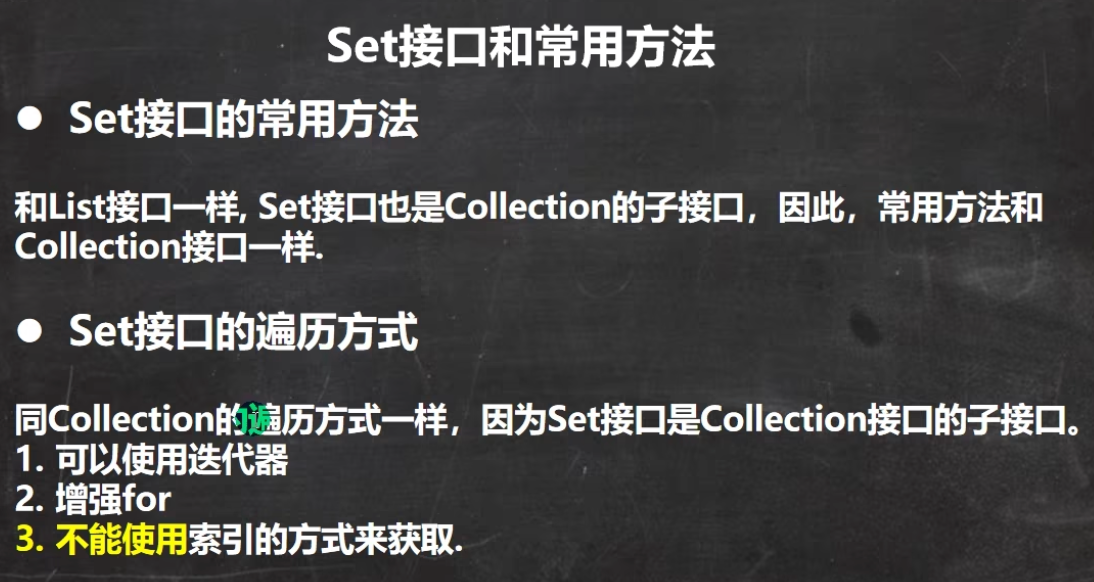 Set接口和常用方法
● Set接口的常用方法
和List接口一样, Set接口也是Collection的子接口，因此，常用方法和
Collection接口一样.
● Set接口的遍历方式
同Collection的遍历方式一样，因为Set接口是Collection接口的子接口。
1. 可以使用迭代器
2. 增强for
3. 不能使用索引的方式来获取.